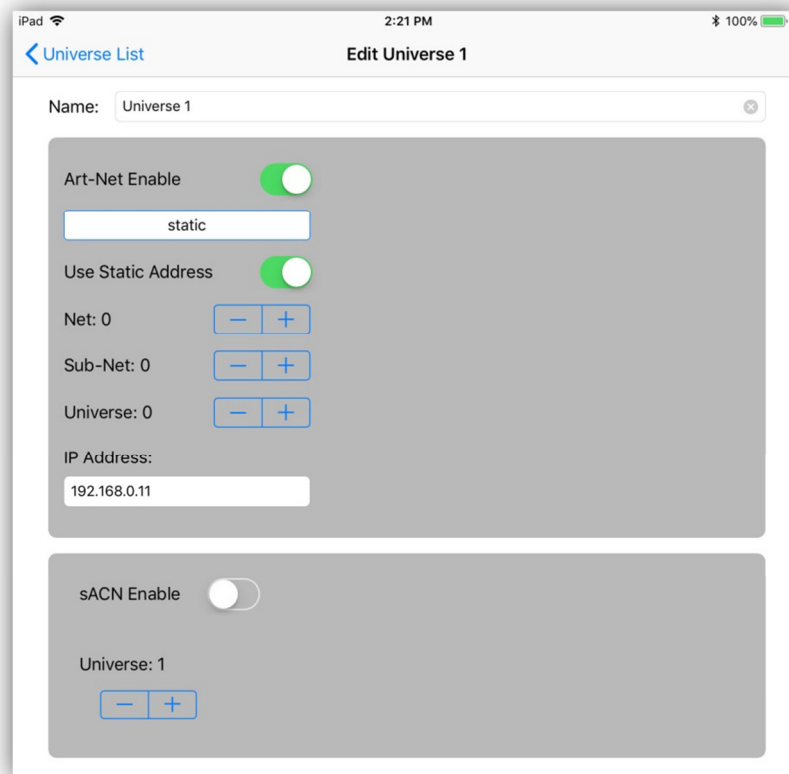 iPad 2:21 PM 100%
Universe List Edit Universe 1
Name: Universe 1
Art-Net Enable
static
Use Static Address
Net: 0
Sub-Net: 0
Universe: 0
IP Address:
192.168.0.11
sACN Enable
Universe: 1